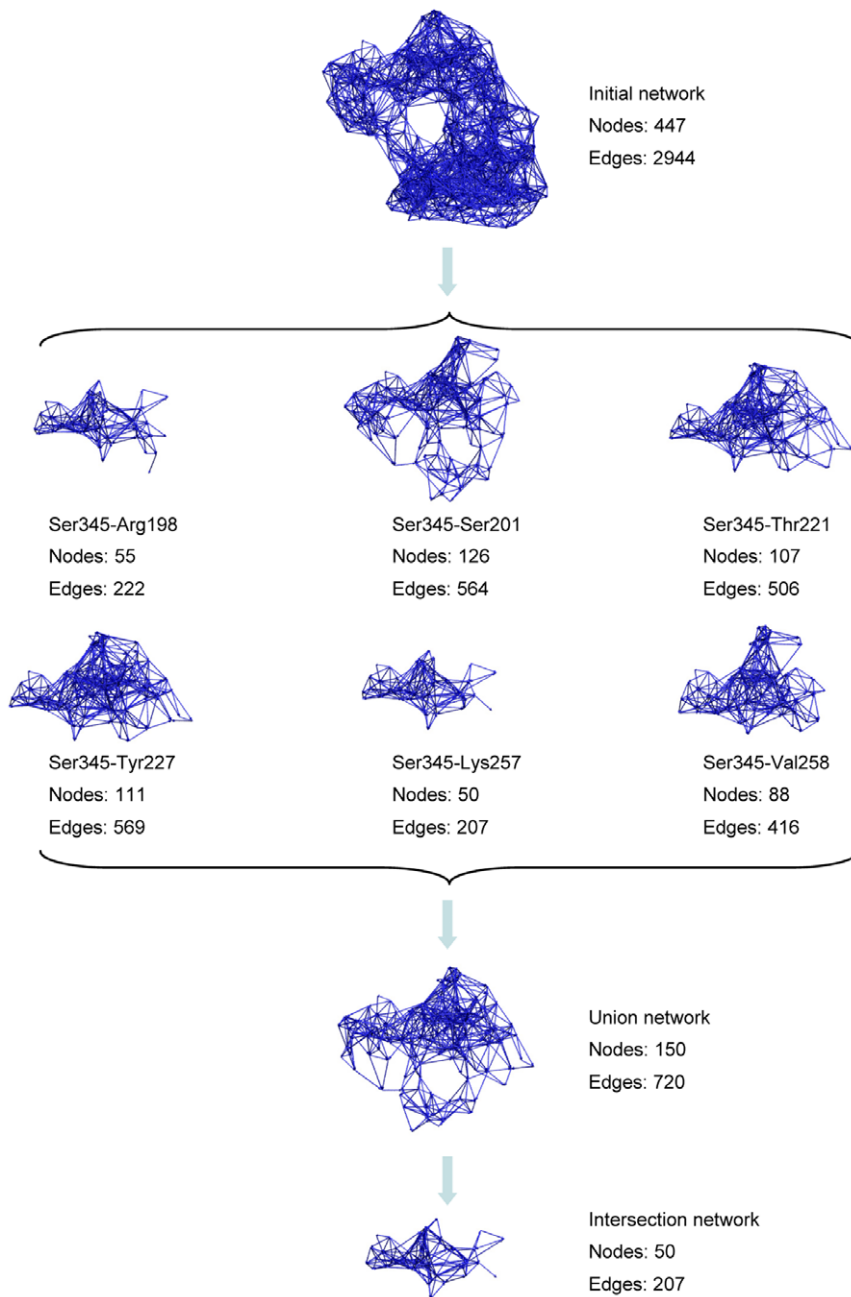 Initial network
Nodes: 447
Edges: 2944
Ser345-Arg198
Nodes: 55
Edges: 222
Ser345-Ser201
Nodes: 126
Edges: 564
Ser345-Thr221
Nodes: 107
Edges: 506
Ser345-Tyr227
Nodes: 111
Edges: 569
Ser345-Lys257
Nodes: 50
Edges: 207
Ser345-Val258
Nodes: 88
Edges: 416
Union network
Nodes: 150
Edges: 720
Intersection network
Nodes: 50
Edges: 207